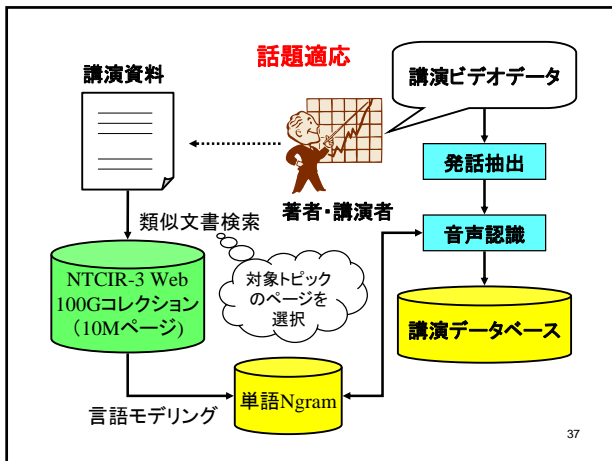 話題適応
講演資料
講演ビデオデータ
発話抽出
著者・講演者
類似文書検索
音声認識
NTCIR-3 Web
100Gコレクション
(10Mページ)
対象トピック
のページを
選択
講演データベース
単語Ngram
言語モデリング
37